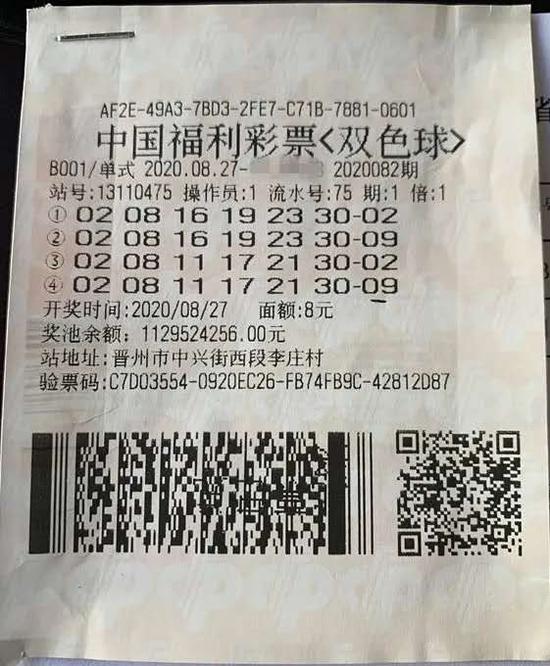 AF2E-49A3-7BD3-2FE7-C71B-7881-0601
中国福利彩票<双色球>
B001/单式 2020.08.27- 2020082期
站号:13110475 操作员:1 流水号:75 期:1 倍:1
① 02 08 16 19 23 30-02
② 02 08 16 19 23 30-09
③ 02 08 11 17 21 30-02
④ 02 08 11 17 21 30-09
开奖时间:2020/08/27 面额:8元
奖池余额: 1129524256.00元
站地址:晋州市中兴街西段李庄村
验票码:C7D03554-0920EC26-FB74FB9C-42812D87